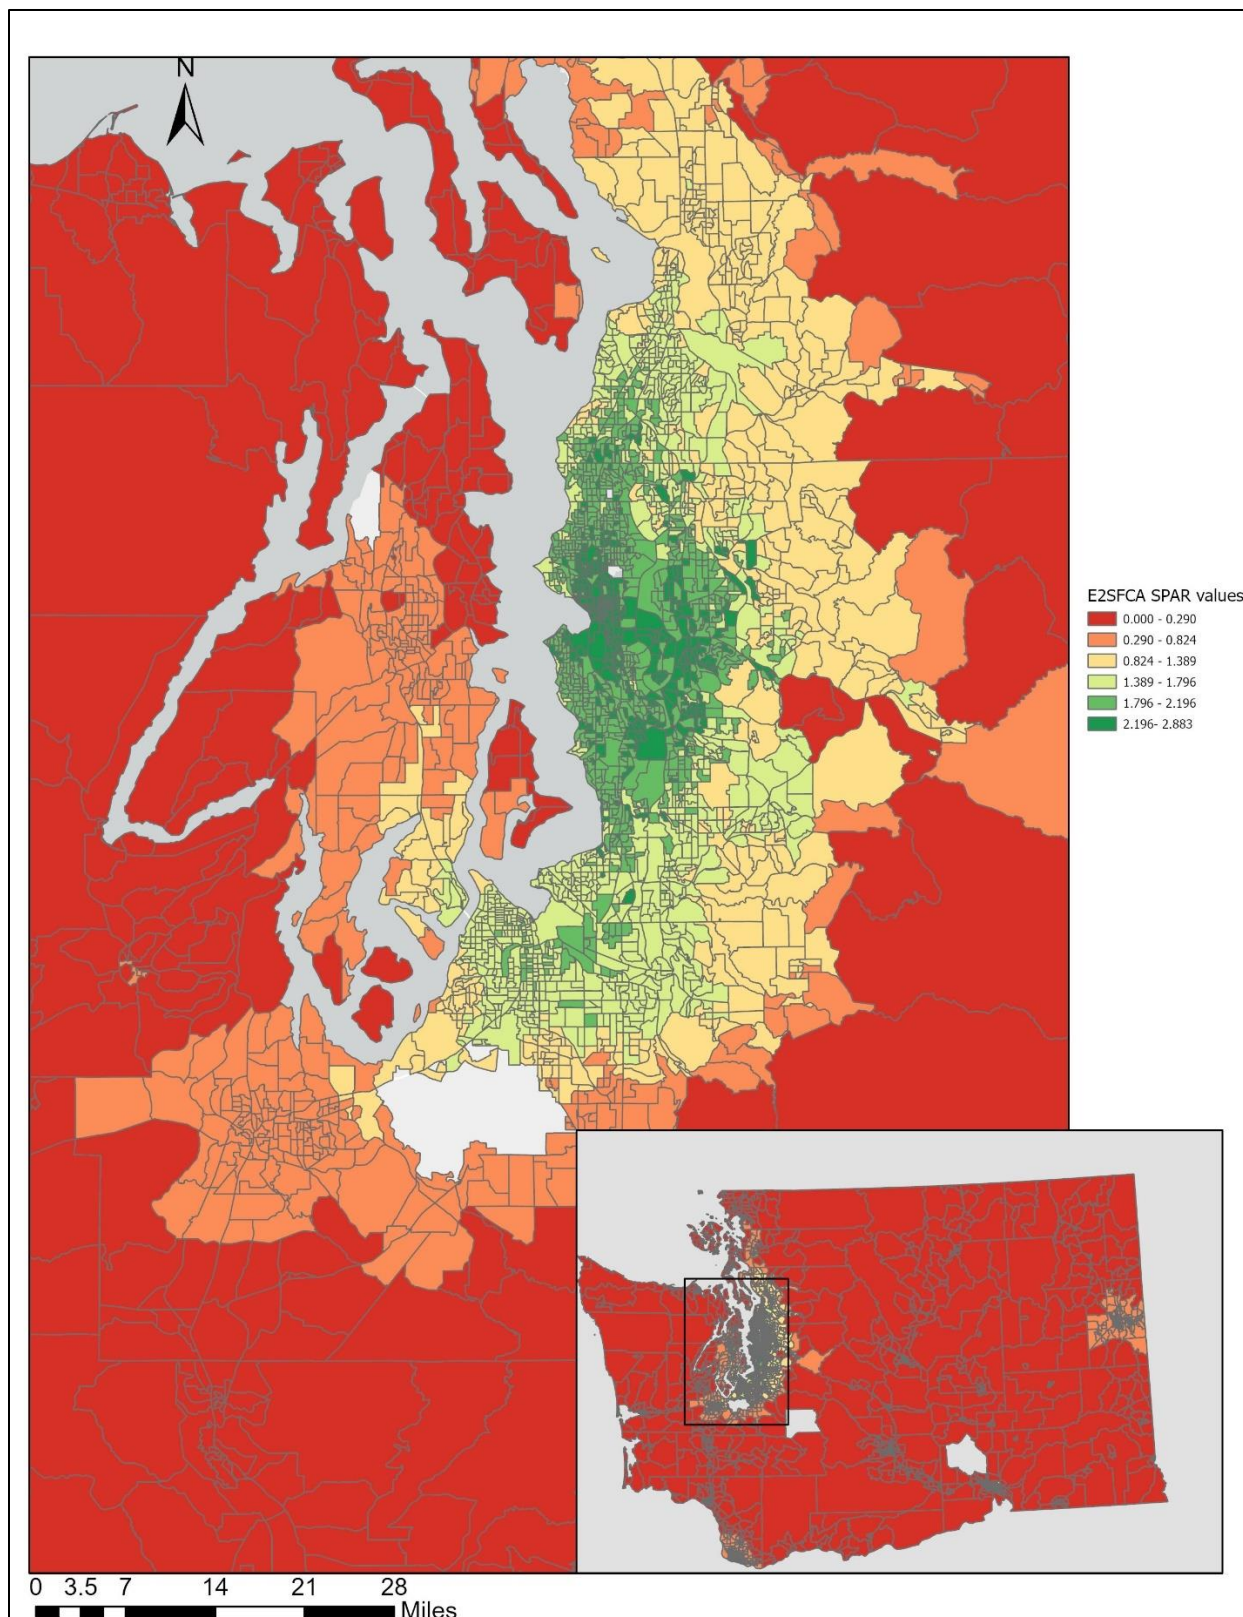 N
E2SFCA SPAR values
0.000 - 0.290
0.290 - 0.824
0.824 - 1.389
1.389 - 1.796
1.796 - 2.196
2.196- 2.883
0 3.5 7 14 21 28
Miles